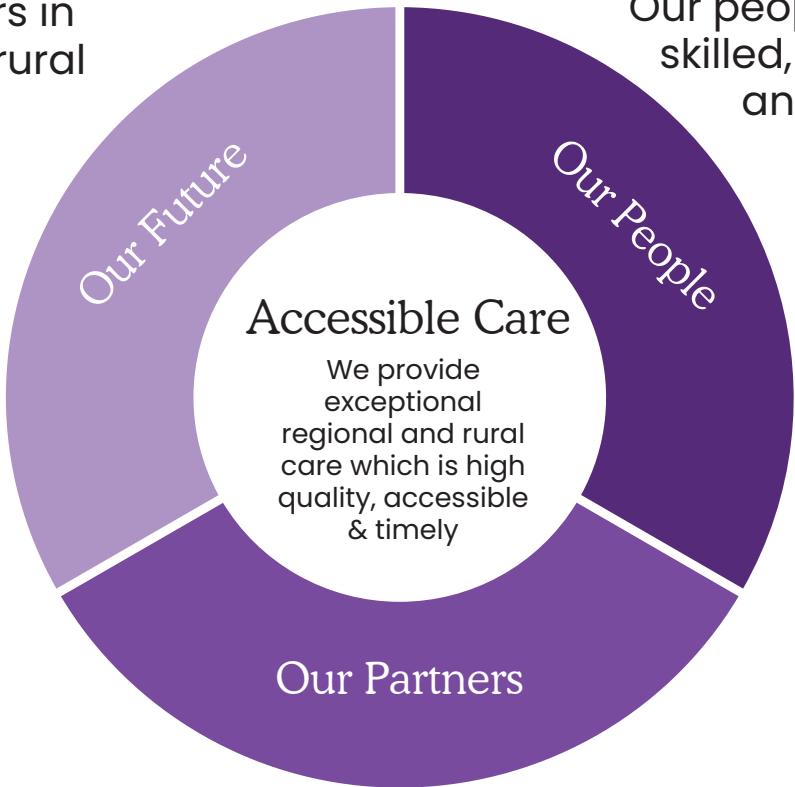 rs in
rural
Our peop
skilled,
an
Our Future
Our People
Accessible Care
We provide
exceptional
regional and rural
care which is high
quality, accessible
& timely
Our Partners